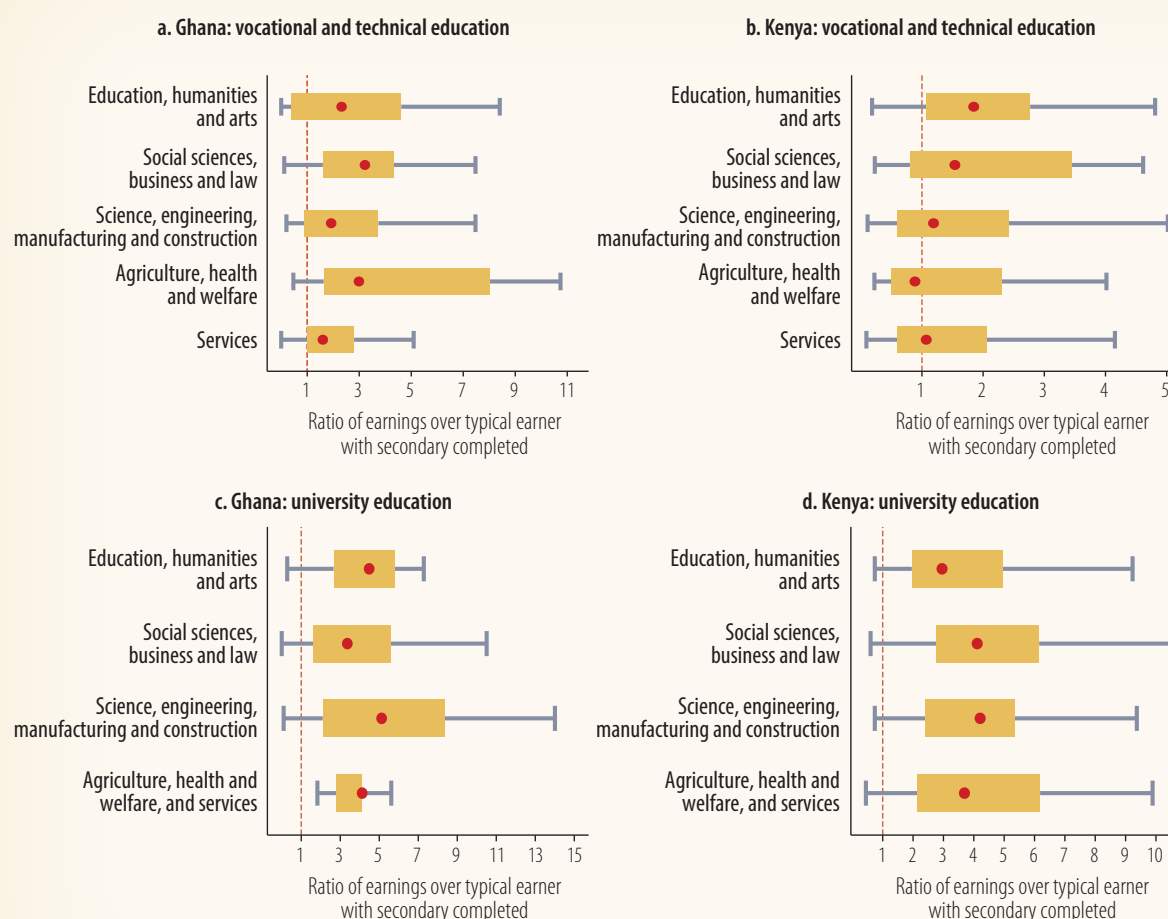 a. Ghana: vocational and technical education
Education, humanities
and arts
Social sciences,
business and law
Science, engineering,
manufacturing and construction
Agriculture, health
and welfare
Services
1 3 5 7 9 11
Ratio of earnings over typical earner
with secondary completed
b. Kenya: vocational and technical education
Education, humanities
and arts
Social sciences,
business and law
Science, engineering,
manufacturing and construction
Agriculture, health
and welfare
Services
1 2 3 4 5
Ratio of earnings over typical earner
with secondary completed
c. Ghana: university education
Education, humanities
and arts
Social sciences,
business and law
Science, engineering,
manufacturing and construction
Agriculture, health and
welfare, and services
1 3 5 7 9 11 13 15
Ratio of earnings over typical earner
with secondary completed
d. Kenya: university education
Education, humanities
and arts
Social sciences,
business and law
Science, engineering,
manufacturing and construction
Agriculture, health and
welfare, and services
1 2 3 4 5 6 7 8 9 10
Ratio of earnings over typical earner
with secondary completed